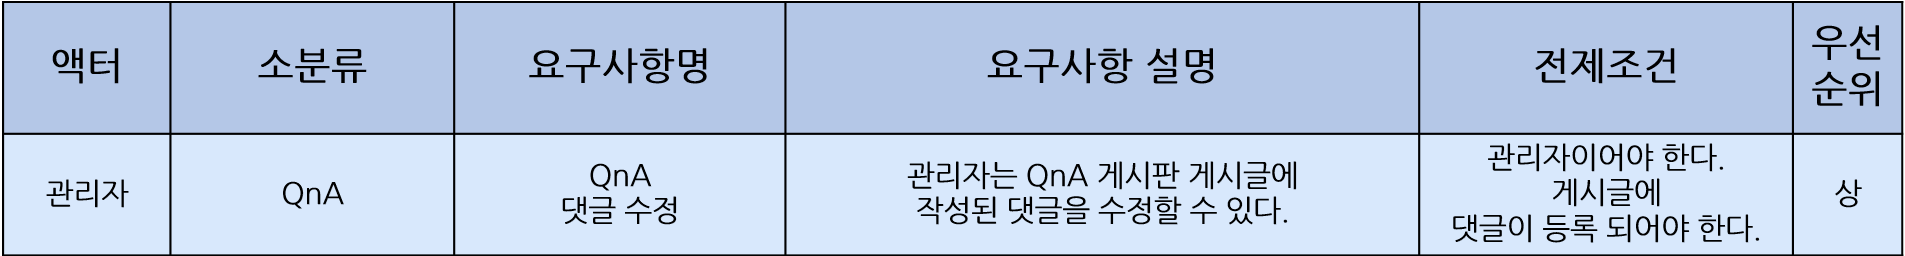 액터
소분류
요구사항명
요구사항 설명
전제조건
우선
순위
관리자
QnA
QnA
댓글 수정
관리자는 QnA 게시판 게시글에
작성된 댓글을 수정할 수 있다.
관리자이어야 한다.
게시글에
댓글이 등록 되어야 한다.
상